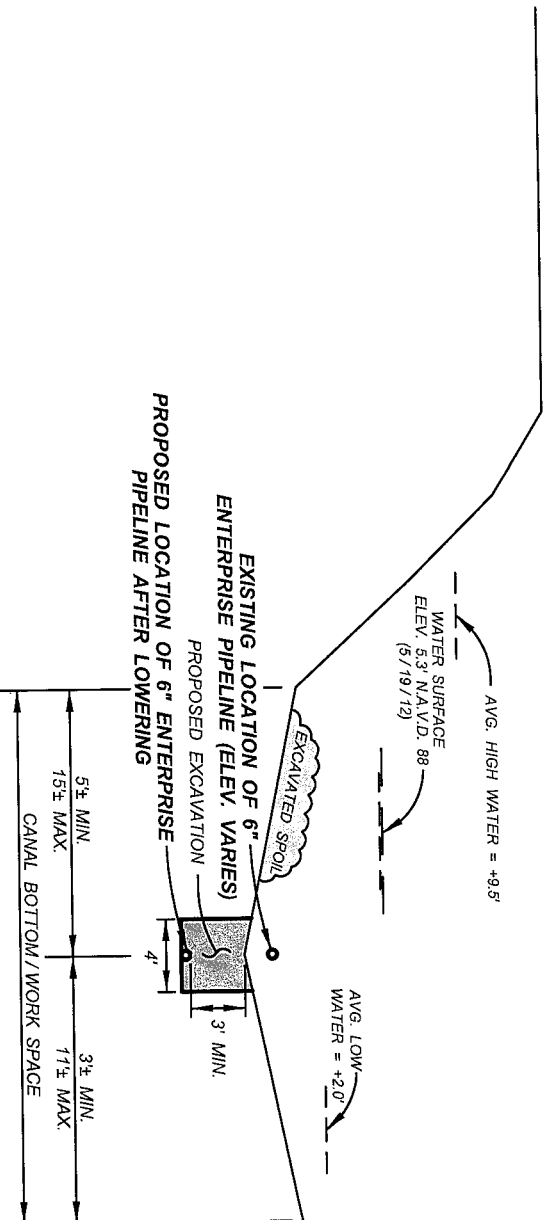 AVG. HIGH WATER = +9.5'
WATER SURFACE
ELEV. 5.3' N.A.V.D. 88
(5/19/12)
AVG. LOW
WATER = +2.0'
EXCAVATED SPOIL
EXISTING LOCATION OF 6"
ENTERPRISE PIPELINE (ELEV. VARIES)
PROPOSED EXCAVATION
PROPOSED LOCATION OF 6" ENTERPRISE
PIPELINE AFTER LOWERING
4'
3' MIN.
5'± MIN.
15'± MAX.
3'± MIN.
11'± MAX.
CANAL BOTTOM / WORK SPACE